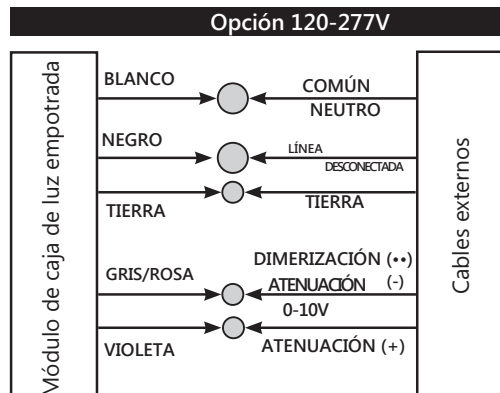 Opción 120-277V
Módulo de caja de luz empotrada
BLANCO
COMÚN
NEUTRO
NEGRO
LÍNEA
DESCONECTADA
TIERRA
TIERRA
DIMERIZACIÓN (••)
GRIS/ROSA
ATENUACIÓN (-)
0-10V
VIOLETA
ATENUACIÓN (+)
Cables externos